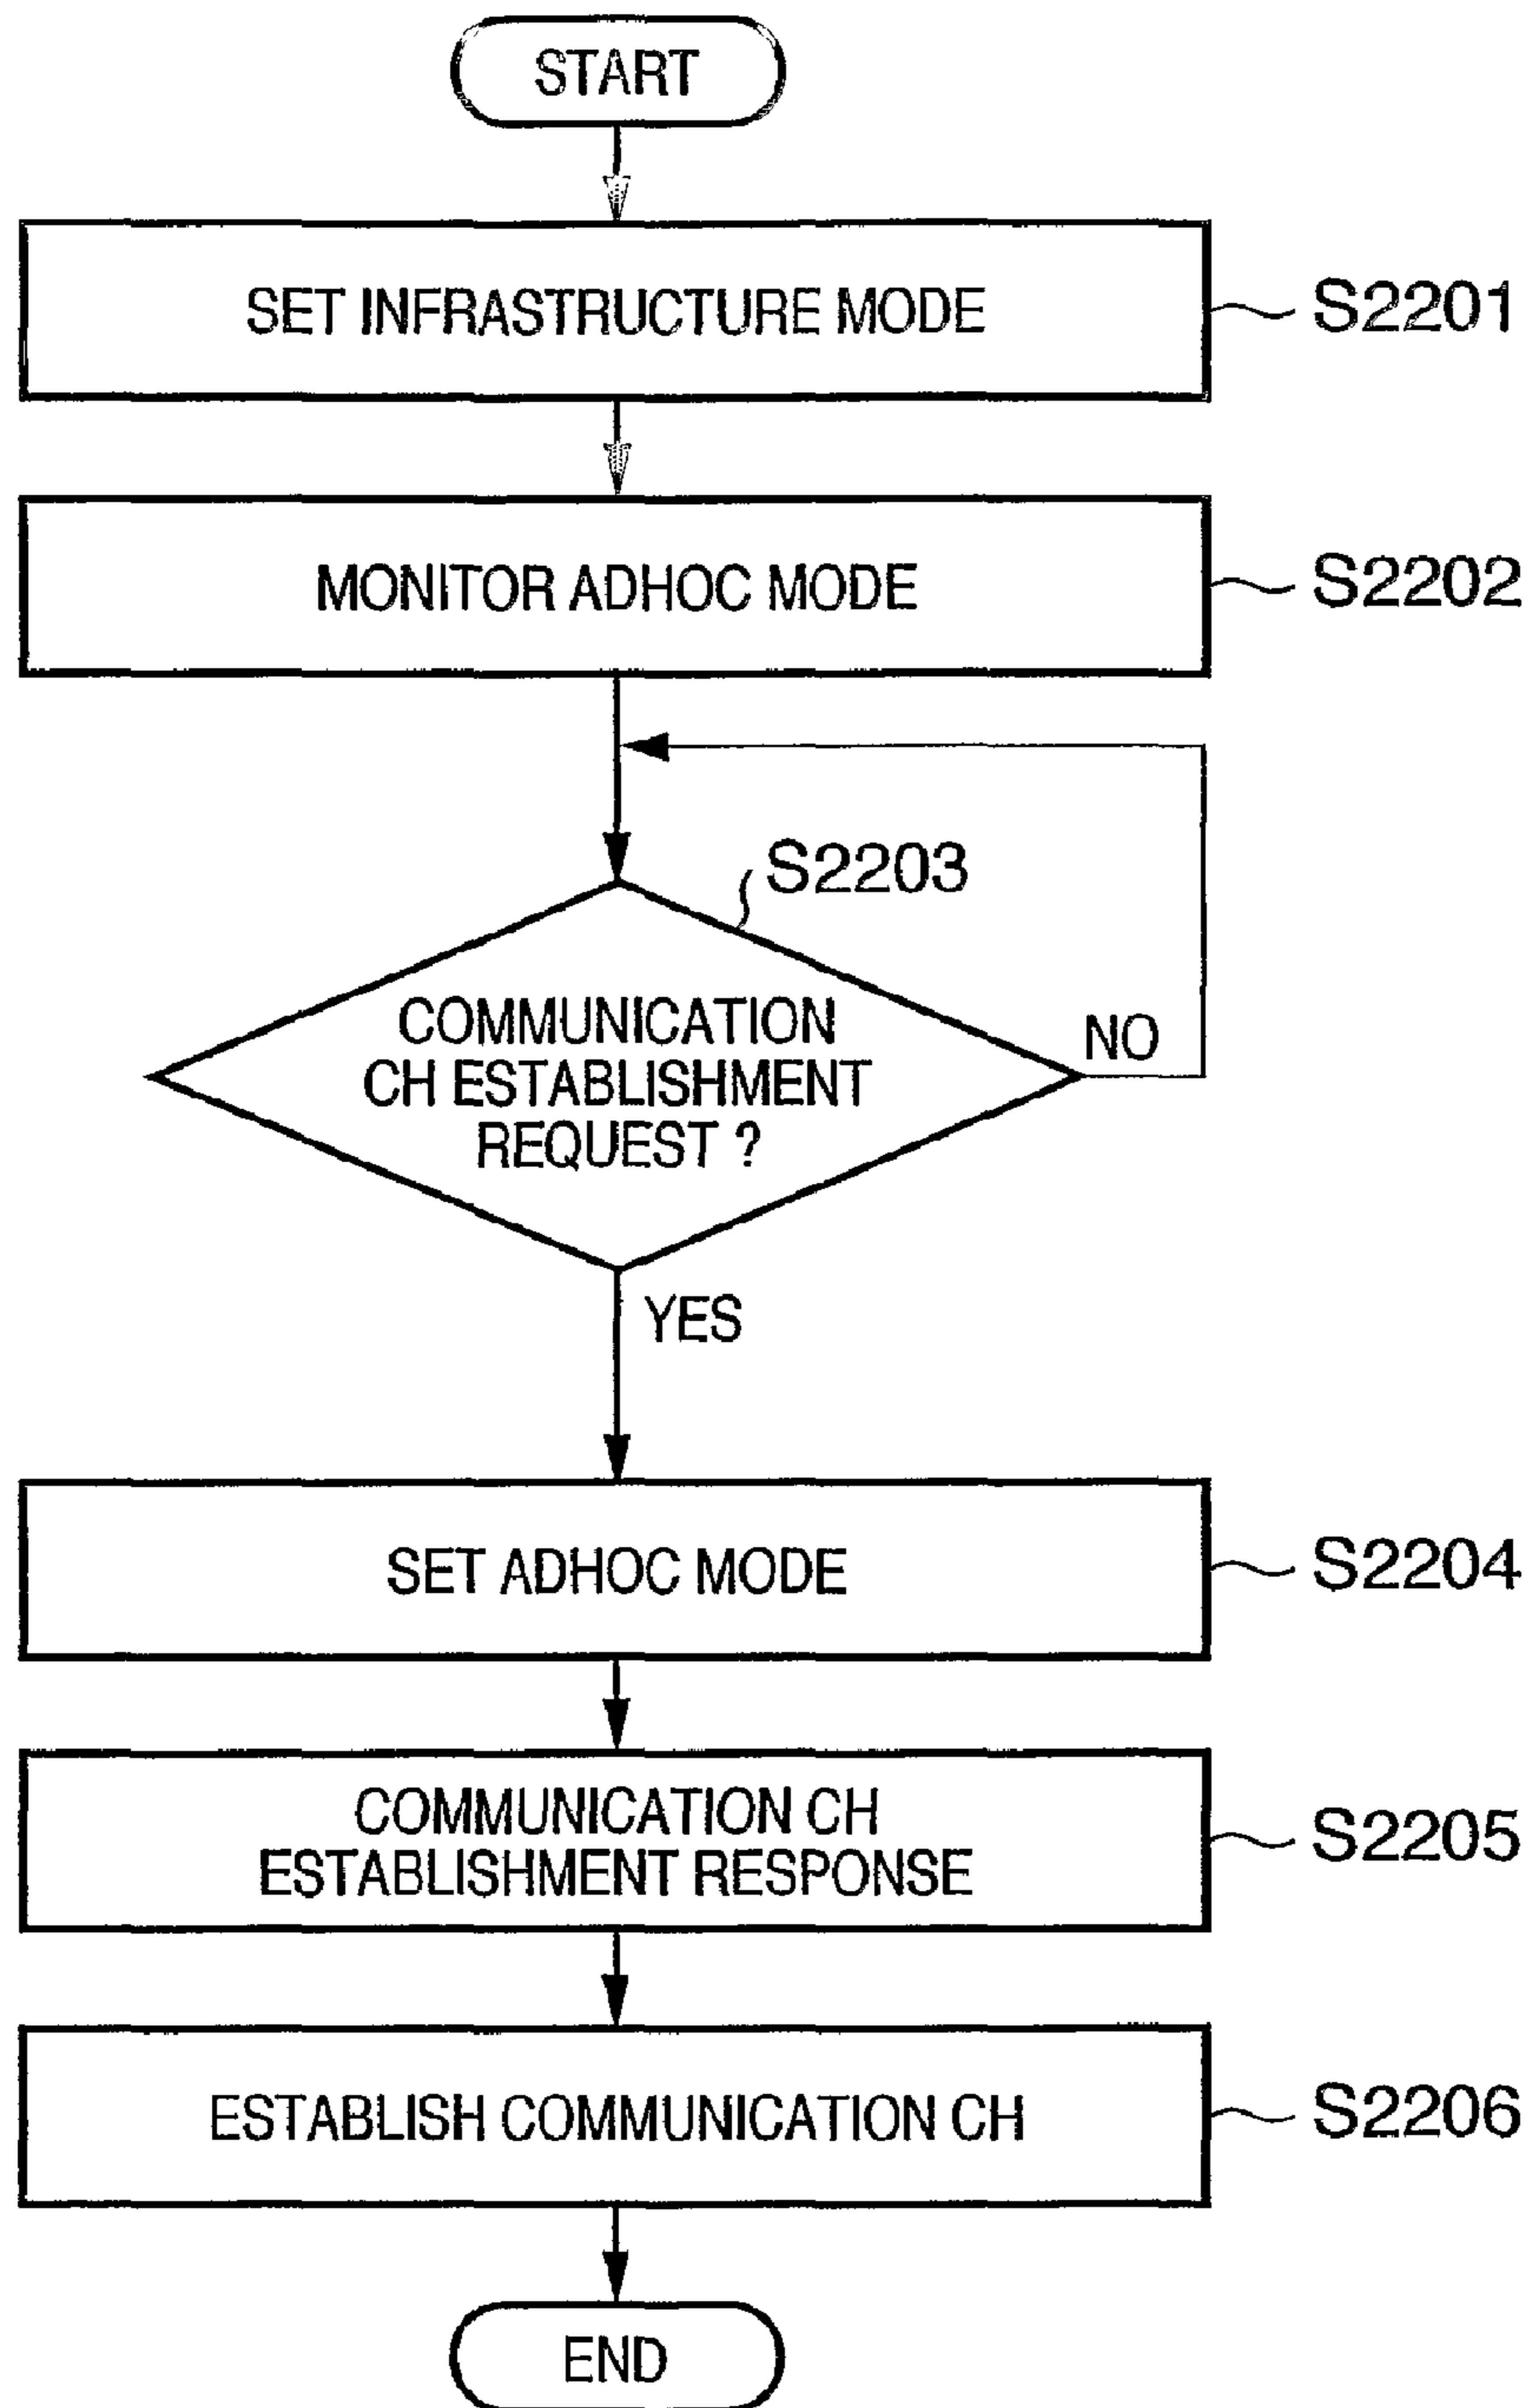 START
SET INFRASTRUCTURE MODE
S2201
MONITOR ADHOC MODE
S2202
S2203
COMMUNICATION
CH ESTABLISHMENT
REQUEST ?
NO
YES
SET ADHOC MODE
S2204
COMMUNICATION CH
ESTABLISHMENT RESPONSE
S2205
ESTABLISH COMMUNICATION CH
S2206
END